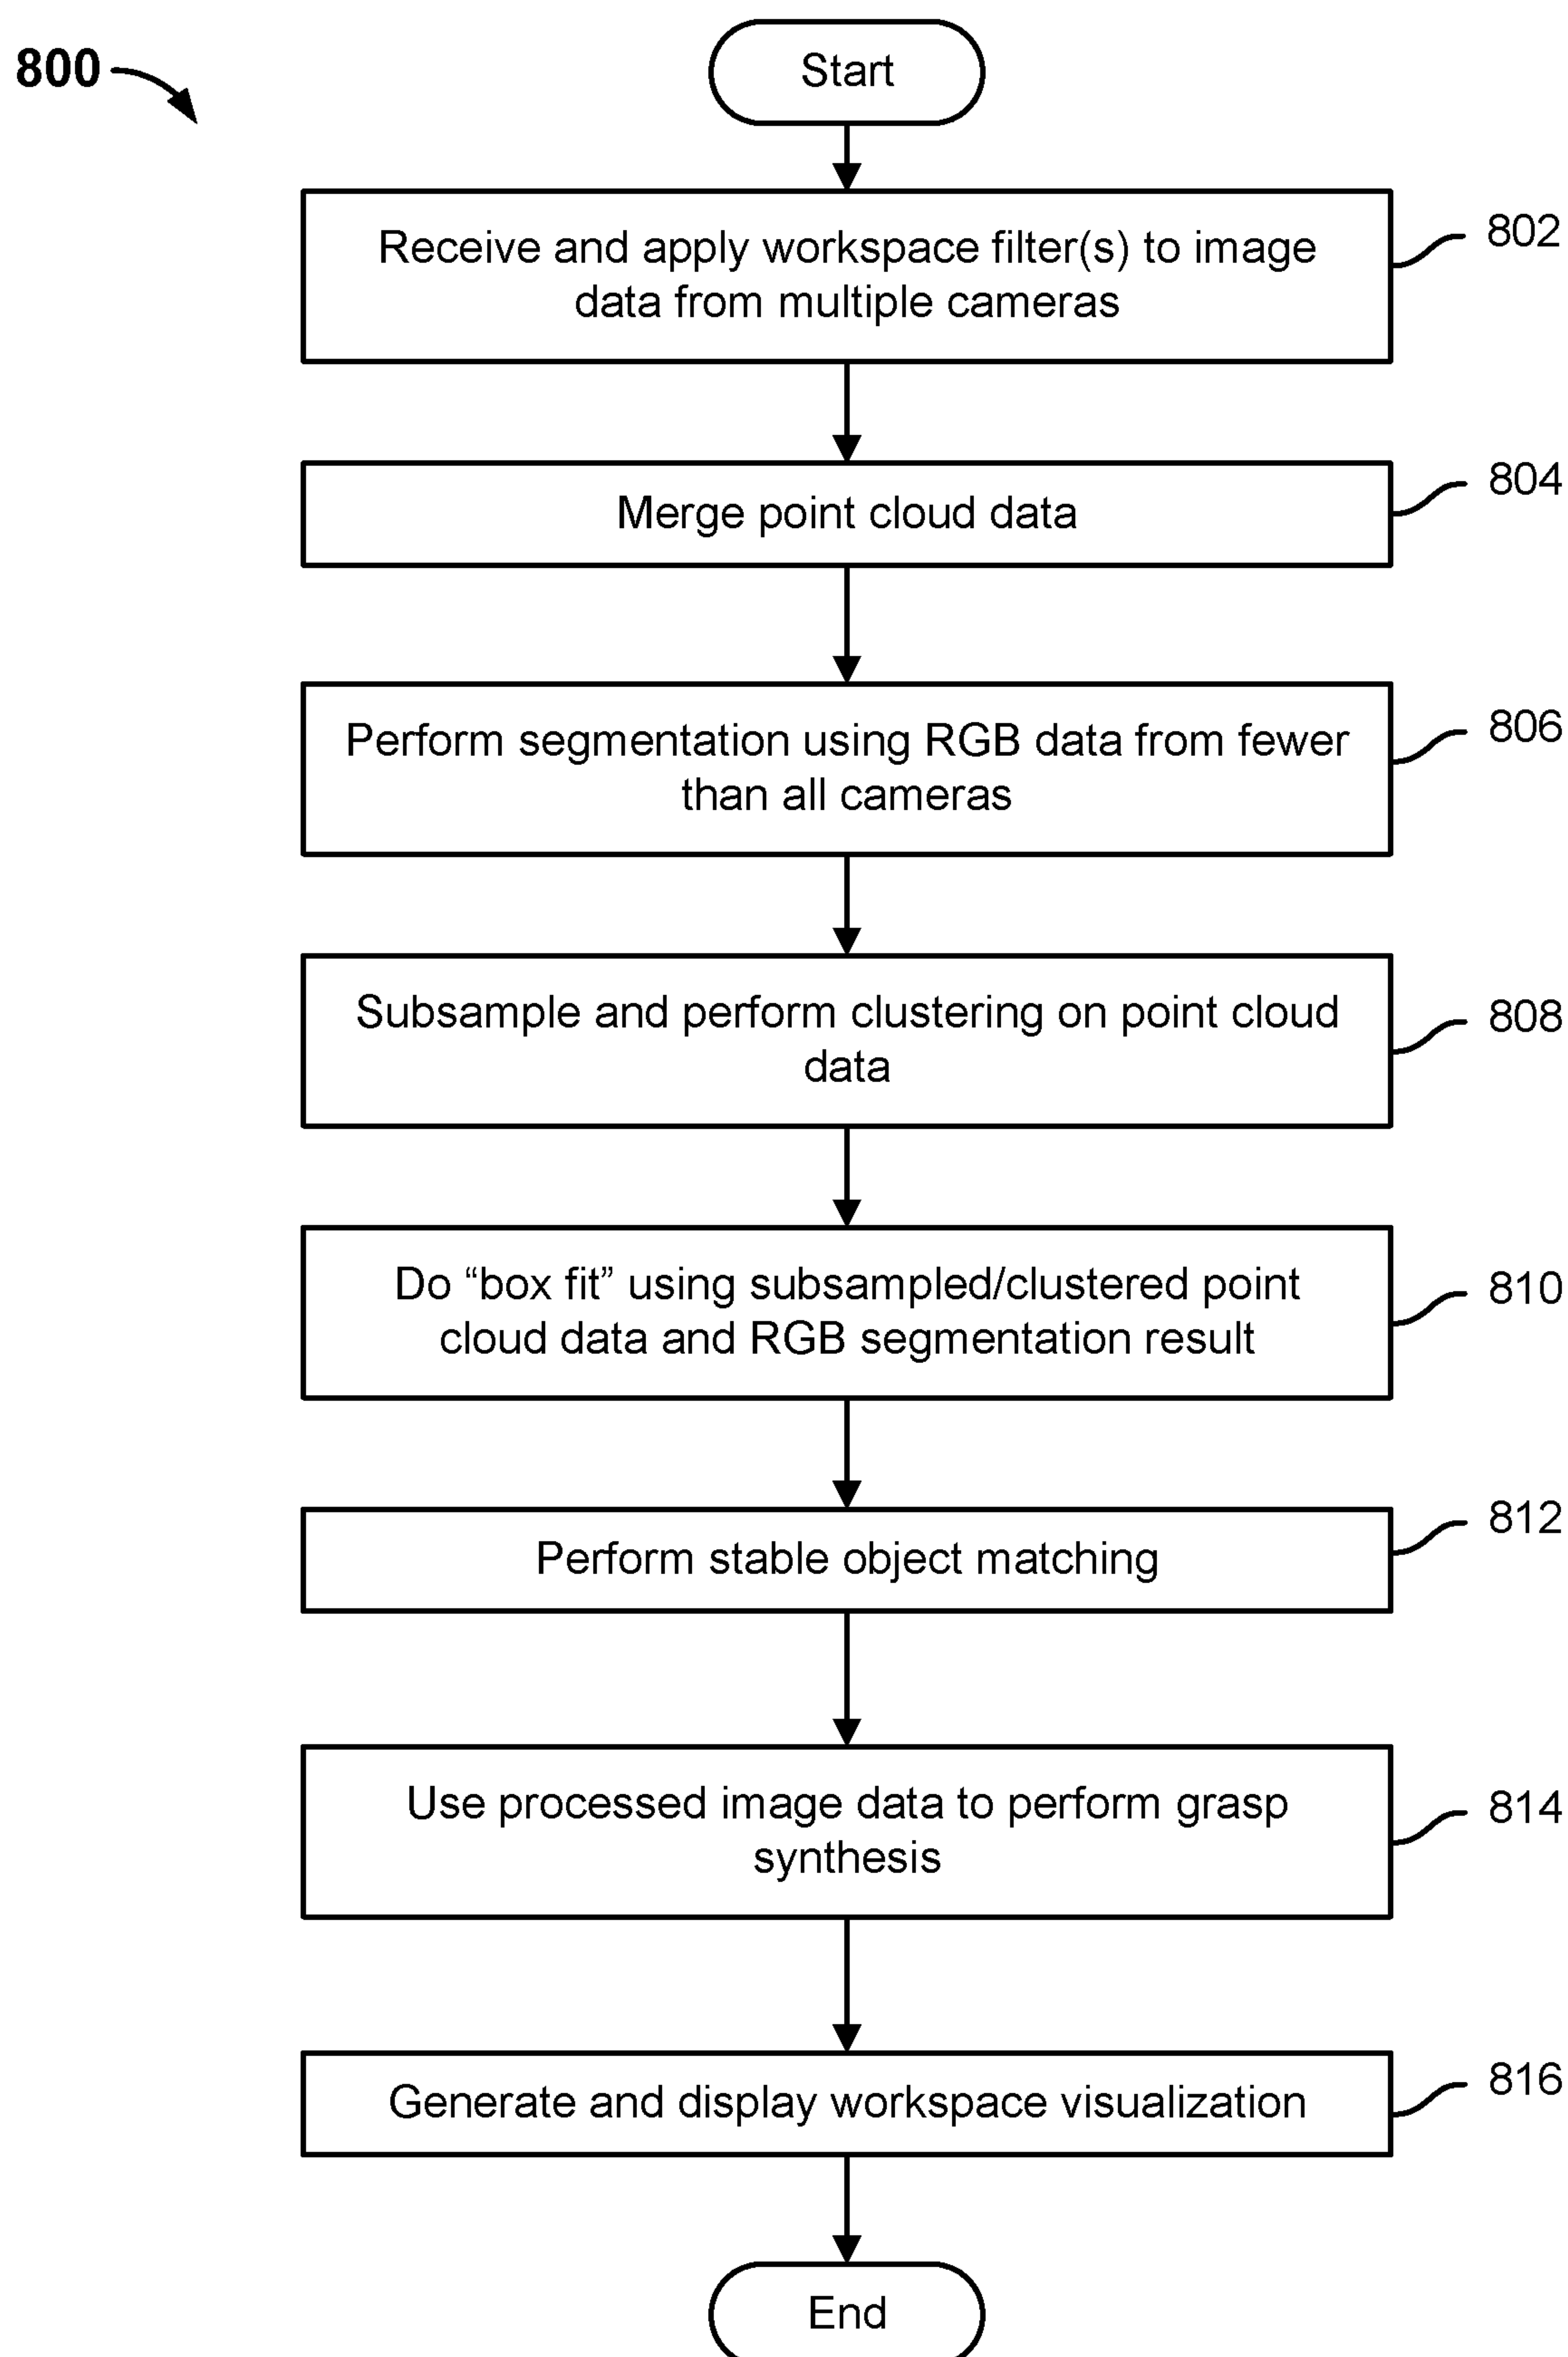 800
Start
Receive and apply workspace filter(s) to image
data from multiple cameras
802
Merge point cloud data
804
Perform segmentation using RGB data from fewer
than all cameras
806
Subsample and perform clustering on point cloud
data
808
Do “box fit” using subsampled/clustered point
cloud data and RGB segmentation result
810
Perform stable object matching
812
Use processed image data to perform grasp
synthesis
814
Generate and display workspace visualization
816
End